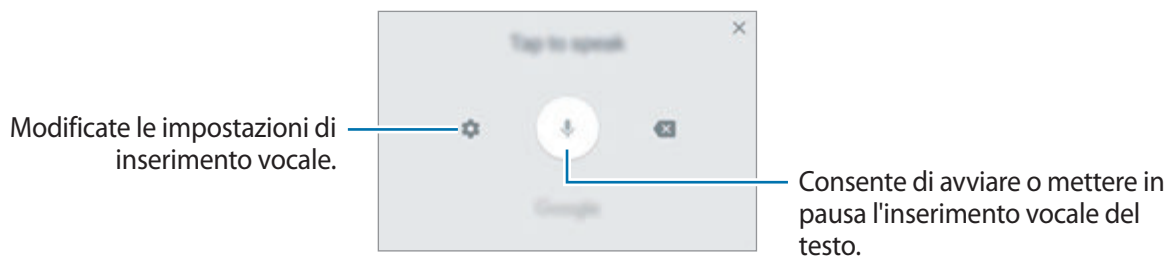 Tap to speak
Modificate le impostazioni di
inserimento vocale.
Consente di avviare o mettere in
pausa l'inserimento vocale del
testo.
Google